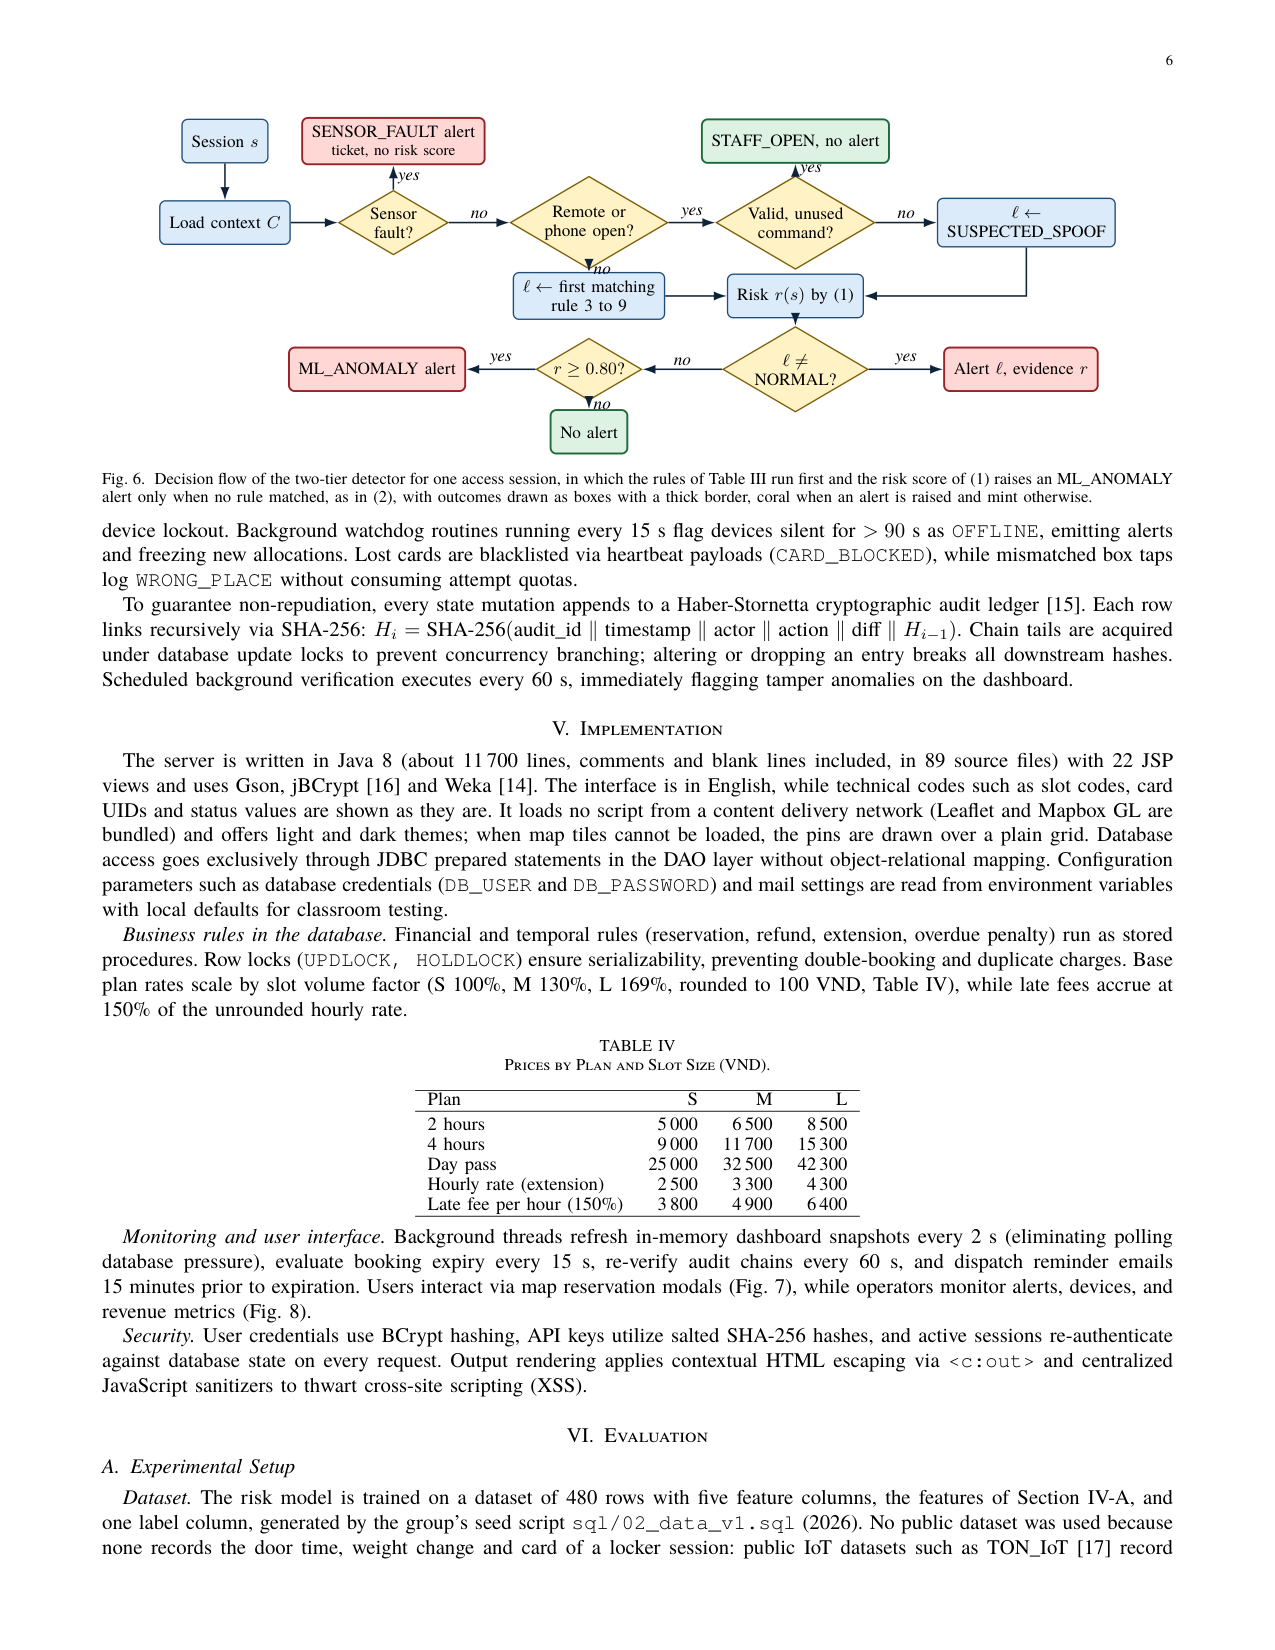 6
Session s
SENSOR_FAULT alert
ticket, no risk score
STAFF_OPEN, no alert
yes
yes
Load context C
Sensor
fault?
no
Remote or
phone open?
yes
Valid, unused
command?
no
ℓ ←
SUSPECTED_SPOOF
no
ℓ ← first matching
rule 3 to 9
Risk r(s) by (1)
ML_ANOMALY alert
yes
r ≥ 0.80?
no
ℓ ≠
NORMAL?
yes
Alert ℓ, evidence r
no
No alert
Fig. 6. Decision flow of the two-tier detector for one access session, in which the rules of Table III run first and the risk score of (1) raises an ML_ANOMALY
alert only when no rule matched, as in (2), with outcomes drawn as boxes with a thick border, coral when an alert is raised and mint otherwise.
device lockout. Background watchdog routines running every 15 s flag devices silent for > 90 s as OFFLINE, emitting alerts
and freezing new allocations. Lost cards are blacklisted via heartbeat payloads (CARD_BLOCKED), while mismatched box taps
log WRONG_PLACE without consuming attempt quotas.
To guarantee non-repudiation, every state mutation appends to a Haber-Stornetta cryptographic audit ledger [15]. Each row
links recursively via SHA-256: H_i = SHA-256(audit_id ∥ timestamp ∥ actor ∥ action ∥ diff ∥ H_{i−1}). Chain tails are acquired
under database update locks to prevent concurrency branching; altering or dropping an entry breaks all downstream hashes.
Scheduled background verification executes every 60 s, immediately flagging tamper anomalies on the dashboard.
V. Implementation
The server is written in Java 8 (about 11 700 lines, comments and blank lines included, in 89 source files) with 22 JSP
views and uses Gson, jBCrypt [16] and Weka [14]. The interface is in English, while technical codes such as slot codes, card
UIDs and status values are shown as they are. It loads no script from a content delivery network (Leaflet and Mapbox GL are
bundled) and offers light and dark themes; when map tiles cannot be loaded, the pins are drawn over a plain grid. Database
access goes exclusively through JDBC prepared statements in the DAO layer without object-relational mapping. Configuration
parameters such as database credentials (DB_USER and DB_PASSWORD) and mail settings are read from environment variables
with local defaults for classroom testing.
Business rules in the database. Financial and temporal rules (reservation, refund, extension, overdue penalty) run as stored
procedures. Row locks (UPDLOCK, HOLDLOCK) ensure serializability, preventing double-booking and duplicate charges. Base
plan rates scale by slot volume factor (S 100%, M 130%, L 169%, rounded to 100 VND, Table IV), while late fees accrue at
150% of the unrounded hourly rate.
TABLE IV
Prices by Plan and Slot Size (VND).
Plan S M L
2 hours 5 000 6 500 8 500
4 hours 9 000 11 700 15 300
Day pass 25 000 32 500 42 300
Hourly rate (extension) 2 500 3 300 4 300
Late fee per hour (150%) 3 800 4 900 6 400
Monitoring and user interface. Background threads refresh in-memory dashboard snapshots every 2 s (eliminating polling
database pressure), evaluate booking expiry every 15 s, re-verify audit chains every 60 s, and dispatch reminder emails
15 minutes prior to expiration. Users interact via map reservation modals (Fig. 7), while operators monitor alerts, devices, and
revenue metrics (Fig. 8).
Security. User credentials use BCrypt hashing, API keys utilize salted SHA-256 hashes, and active sessions re-authenticate
against database state on every request. Output rendering applies contextual HTML escaping via <c:out> and centralized
JavaScript sanitizers to thwart cross-site scripting (XSS).
VI. Evaluation
A. Experimental Setup
Dataset. The risk model is trained on a dataset of 480 rows with five feature columns, the features of Section IV-A, and
one label column, generated by the group's seed script sql/02_data_v1.sql (2026). No public dataset was used because
none records the door time, weight change and card of a locker session: public IoT datasets such as TON_IoT [17] record